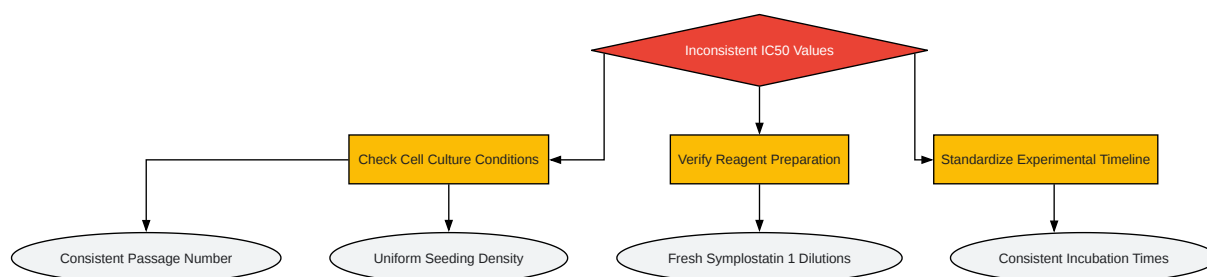 Inconsistent IC50 Values
Check Cell Culture Conditions
Verify Reagent Preparation
Standardize Experimental Timeline
Consistent Passage Number
Uniform Seeding Density
Fresh Symplostatin 1 Dilutions
Consistent Incubation Times